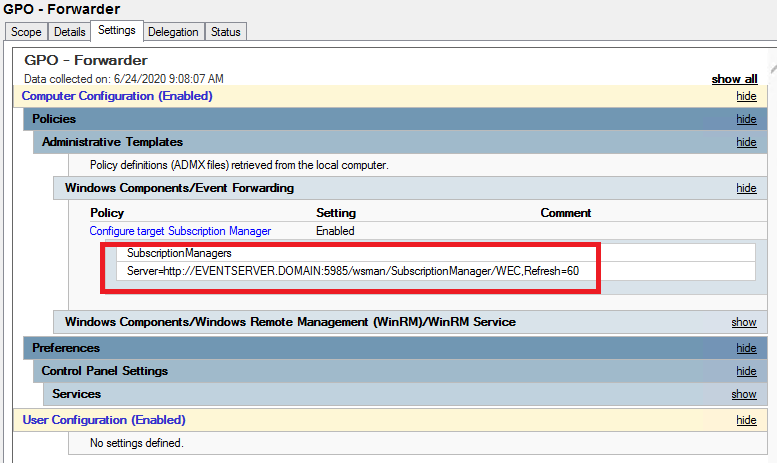 GPO - Forwarder
Scope Details Settings Delegation Status
GPO - Forwarder
Data collected on: 6/24/2020 9:08:07 AM show all
Computer Configuration (Enabled) hide
Policies hide
Administrative Templates hide
Policy definitions (ADMX files) retrieved from the local computer.
Windows Components/Event Forwarding hide
Policy Setting Comment
Configure target Subscription Manager Enabled
SubscriptionManagers
Server=http://EVENTSERVER.DOMAIN:5985/wsman/SubscriptionManager/WEC,Refresh=60
Windows Components/Windows Remote Management (WinRM)/WinRM Service show
Preferences hide
Control Panel Settings hide
Services show
User Configuration (Enabled) hide
No settings defined.